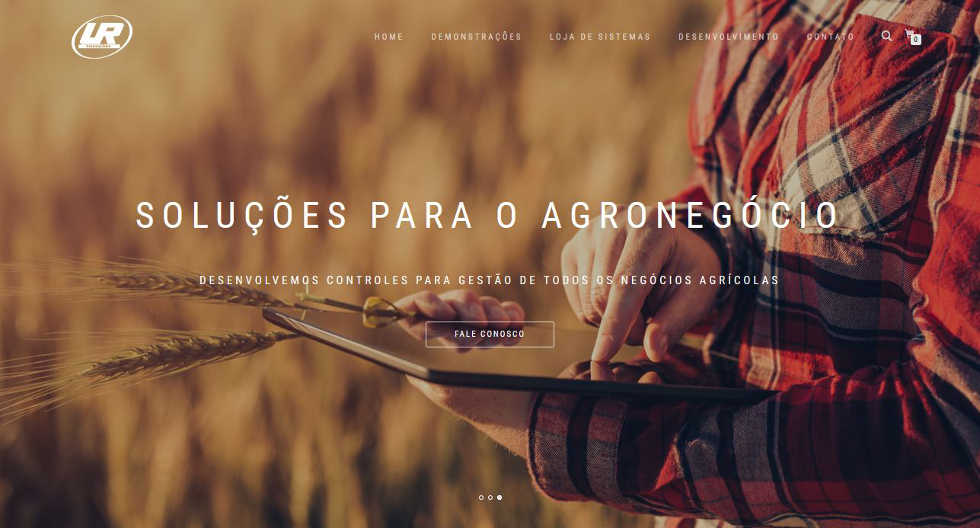 UR
HOME DEMONSTRAÇÕES LOJA DE SISTEMAS DESENVOLVIMENTO CONTATO 0
SOLUÇÕES PARA O AGRONEGÓCIO
DESENVOLVEMOS CONTROLES PARA GESTÃO DE TODOS OS NEGÓCIOS AGRÍCOLAS
FALE CONOSCO